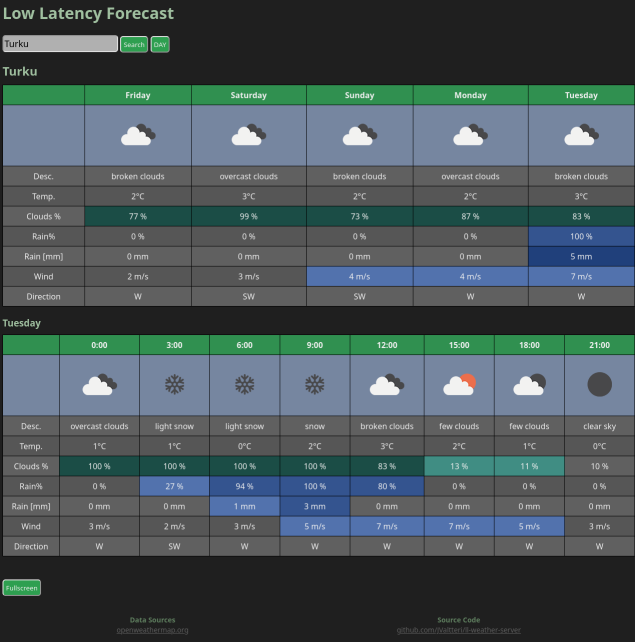 Low Latency Forecast
Turku Search DAY
Turku
Friday Saturday Sunday Monday Tuesday
Desc. broken clouds overcast clouds broken clouds overcast clouds broken clouds
Temp. 2°C 3°C 2°C 2°C 3°C
Clouds % 77 % 99 % 73 % 87 % 83 %
Rain% 0 % 0 % 0 % 0 % 100 %
Rain [mm] 0 mm 0 mm 0 mm 0 mm 5 mm
Wind 2 m/s 3 m/s 4 m/s 4 m/s 7 m/s
Direction W SW SW W W
Tuesday
0:00 3:00 6:00 9:00 12:00 15:00 18:00 21:00
Desc. overcast clouds light snow light snow snow broken clouds few clouds few clouds clear sky
Temp. 1°C 1°C 0°C 2°C 3°C 2°C 1°C 0°C
Clouds % 100 % 100 % 100 % 100 % 83 % 13 % 11 % 10 %
Rain% 0 % 27 % 94 % 100 % 80 % 0 % 0 % 0 %
Rain [mm] 0 mm 0 mm 1 mm 3 mm 0 mm 0 mm 0 mm 0 mm
Wind 3 m/s 2 m/s 3 m/s 5 m/s 7 m/s 7 m/s 5 m/s 3 m/s
Direction W SW W W W W W W
Fullscreen
Data Sources Source Code
openweathermap.org